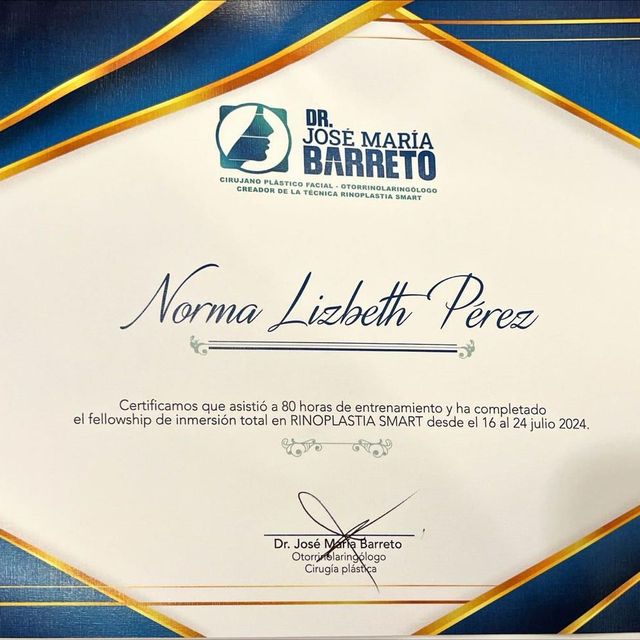 DR.
JOSÉ MARÍA
BARRETO
CIRUJANO PLÁSTICO FACIAL - OTORRINOLARINGÓLOGO
CREADOR DE LA TÉCNICA RINOPLASTIA SMART
Norma Lizbeth Pérez
Certificamos que asistió a 80 horas de entrenamiento y ha completado
el fellowship de inmersión total en RINOPLASTIA SMART desde el 16 al 24 julio 2024.
Dr. José María Barreto
Otorrinolaringólogo
Cirugía plástica